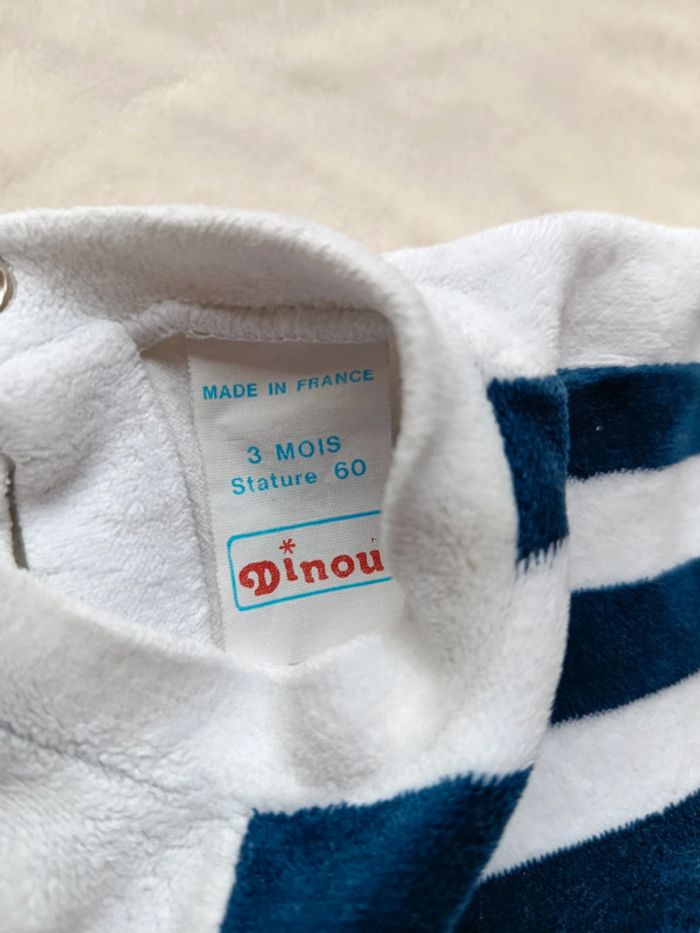 MADE IN FRANCE
3 MOIS
Stature 60
Dinou